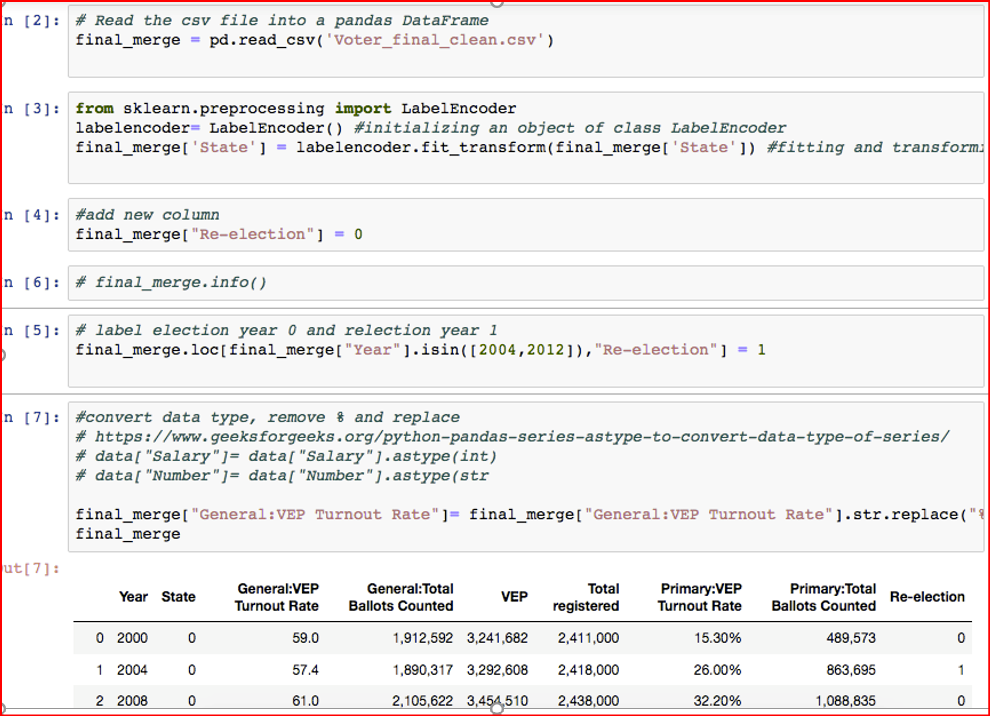 n [2]: # Read the csv file into a pandas DataFrame
final_merge = pd.read_csv('Voter_final_clean.csv')
n [3]: from sklearn.preprocessing import LabelEncoder
labelencoder= LabelEncoder() #initializing an object of class LabelEncoder
final_merge['State'] = labelencoder.fit_transform(final_merge['State']) #fitting and transformi
n [4]: #add new column
final_merge["Re-election"] = 0
n [6]: # final_merge.info()
n [5]: # label election year 0 and relection year 1
final_merge.loc[final_merge["Year"].isin([2004,2012]),"Re-election"] = 1
n [7]: #convert data type, remove % and replace
# https://www.geeksforgeeks.org/python-pandas-series-astype-to-convert-data-type-of-series/
# data["Salary"]= data["Salary"].astype(int)
# data["Number"]= data["Number"].astype(str
final_merge["General:VEP Turnout Rate"]= final_merge["General:VEP Turnout Rate"].str.replace("%
final_merge
ut[7]:
General:VEP General:Total Total Primary:VEP Primary:Total
Year State Turnout Rate Ballots Counted VEP registered Turnout Rate Ballots Counted Re-election
0 2000 0 59.0 1,912,592 3,241,682 2,411,000 15.30% 489,573 0
1 2004 0 57.4 1,890,317 3,292,608 2,418,000 26.00% 863,695 1
2 2008 0 61.0 2,105,622 3,454,510 2,438,000 32.20% 1,088,835 0